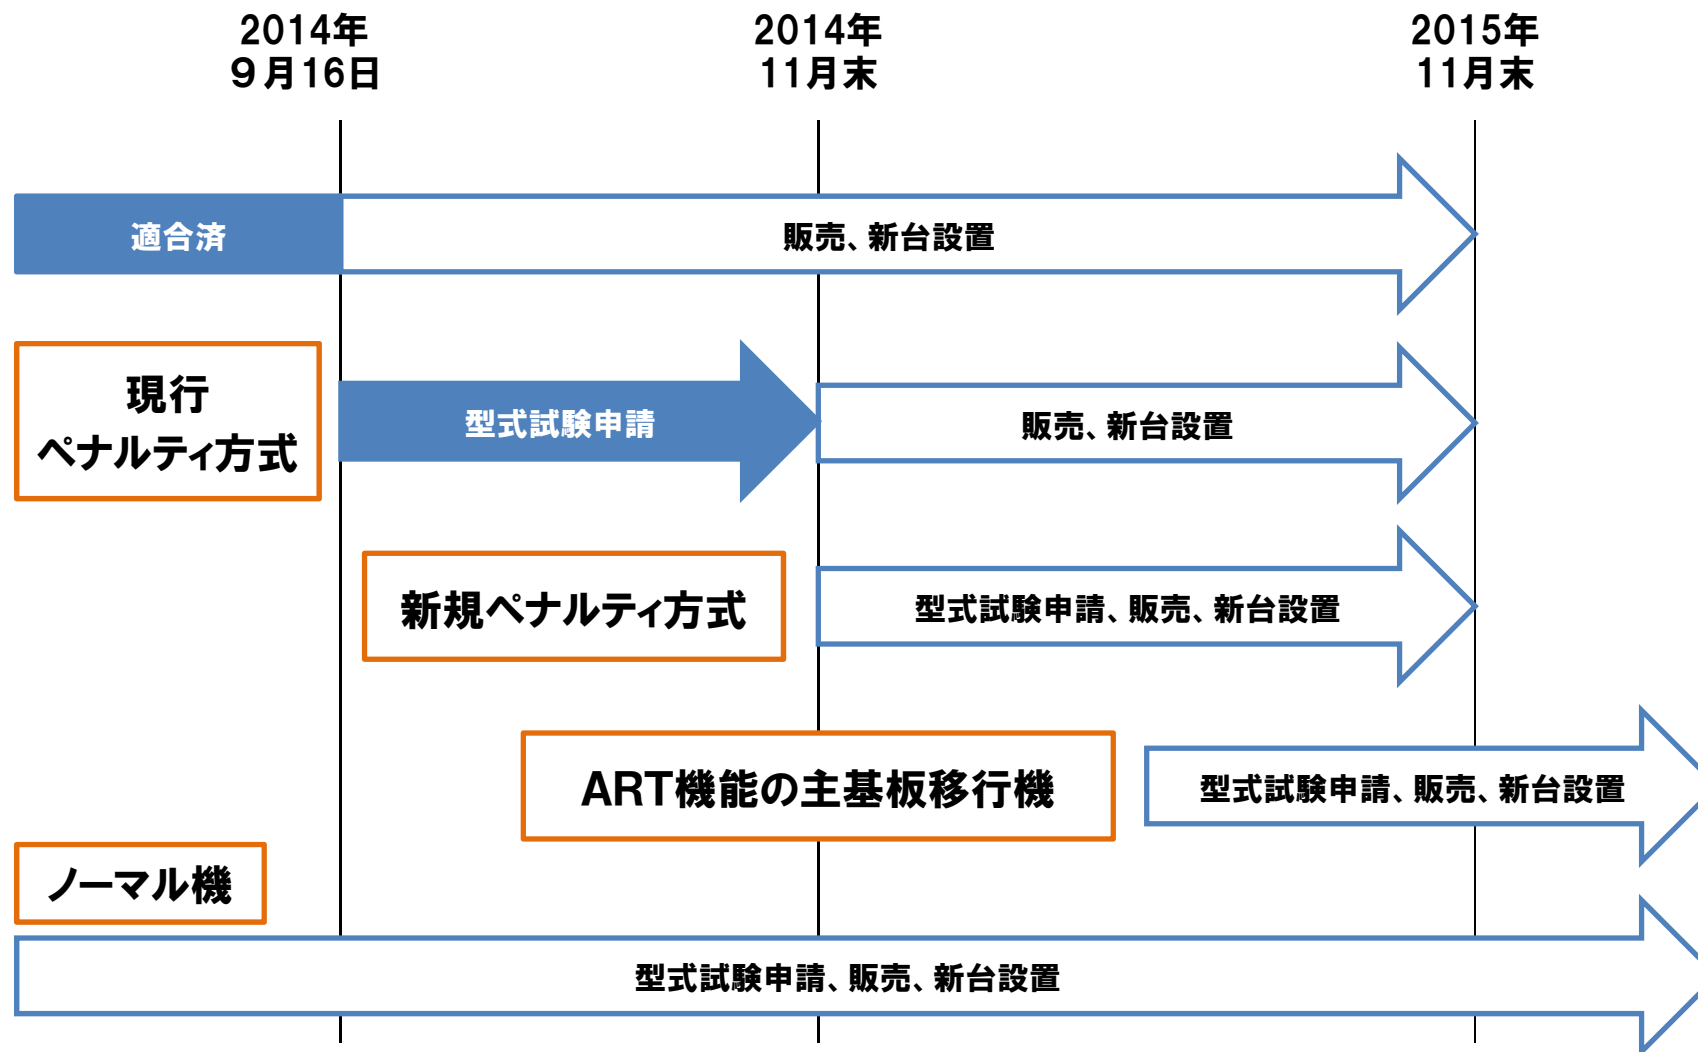 2014年
９月16日
2014年
11月末
2015年
11月末
適合済
販売、新台設置
現行
ペナルティ方式
型式試験申請
販売、新台設置
新規ペナルティ方式
型式試験申請、販売、新台設置
ART機能の主基板移行機
型式試験申請、販売、新台設置
ノーマル機
型式試験申請、販売、新台設置